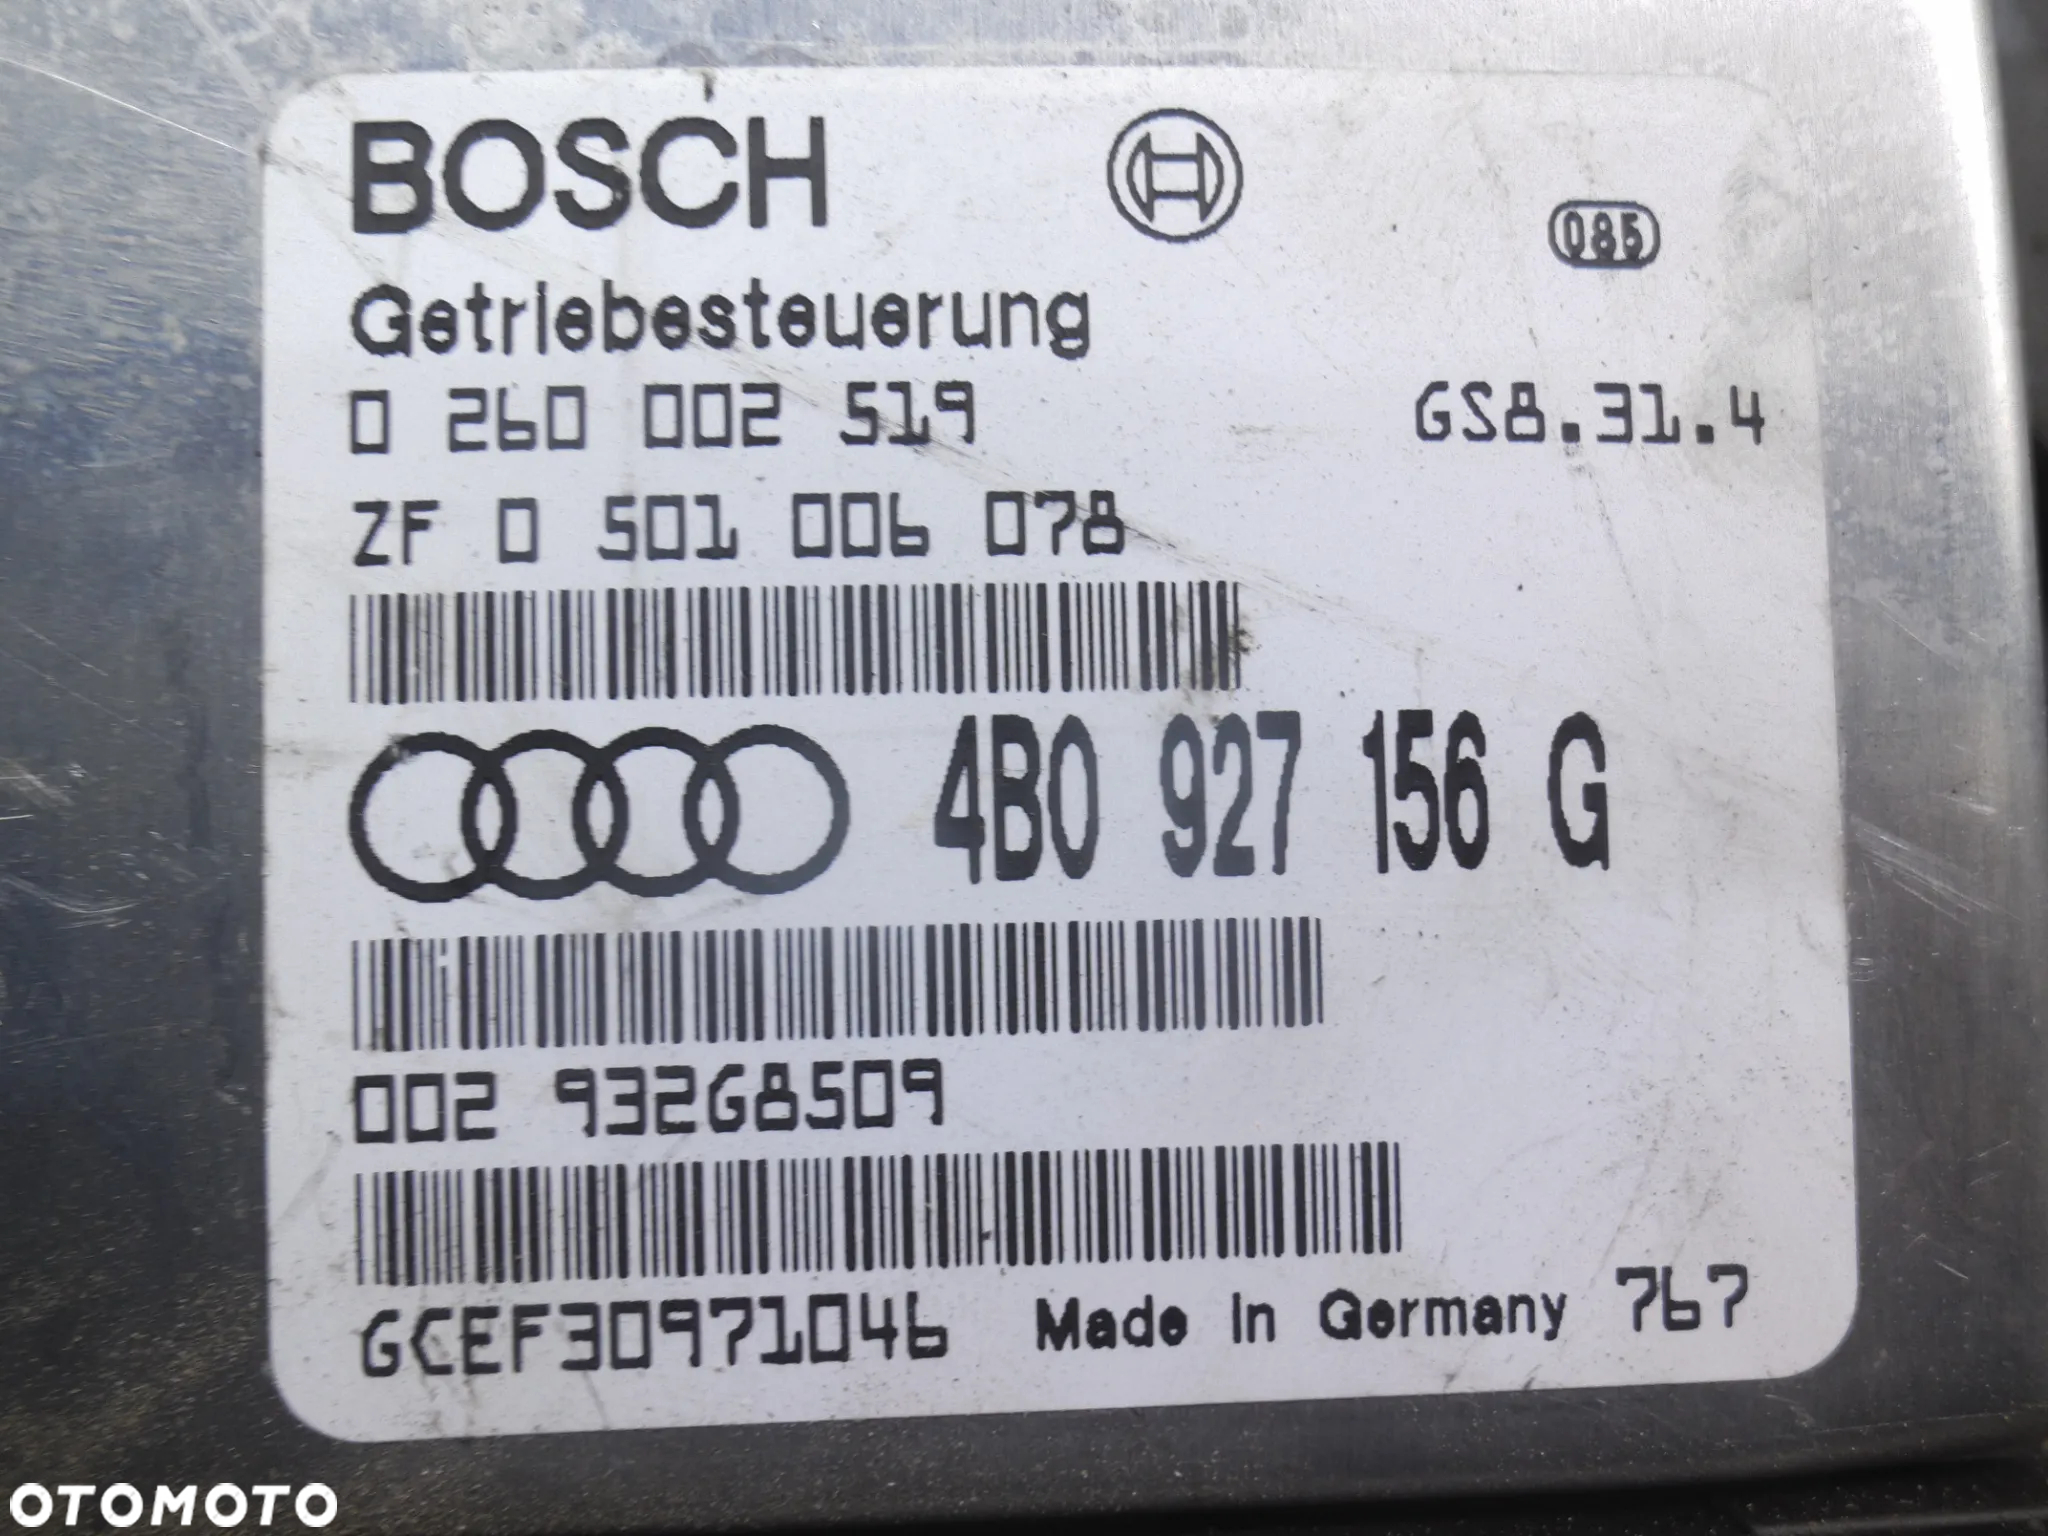 BOSCH
085
Getriebesteuerung
0 260 002 519 GS8.31.4
ZF 0 501 006 078
4B0 927 156 G
002 932G8509
GCEF30971046 Made in Germany 767
OTOMOTO